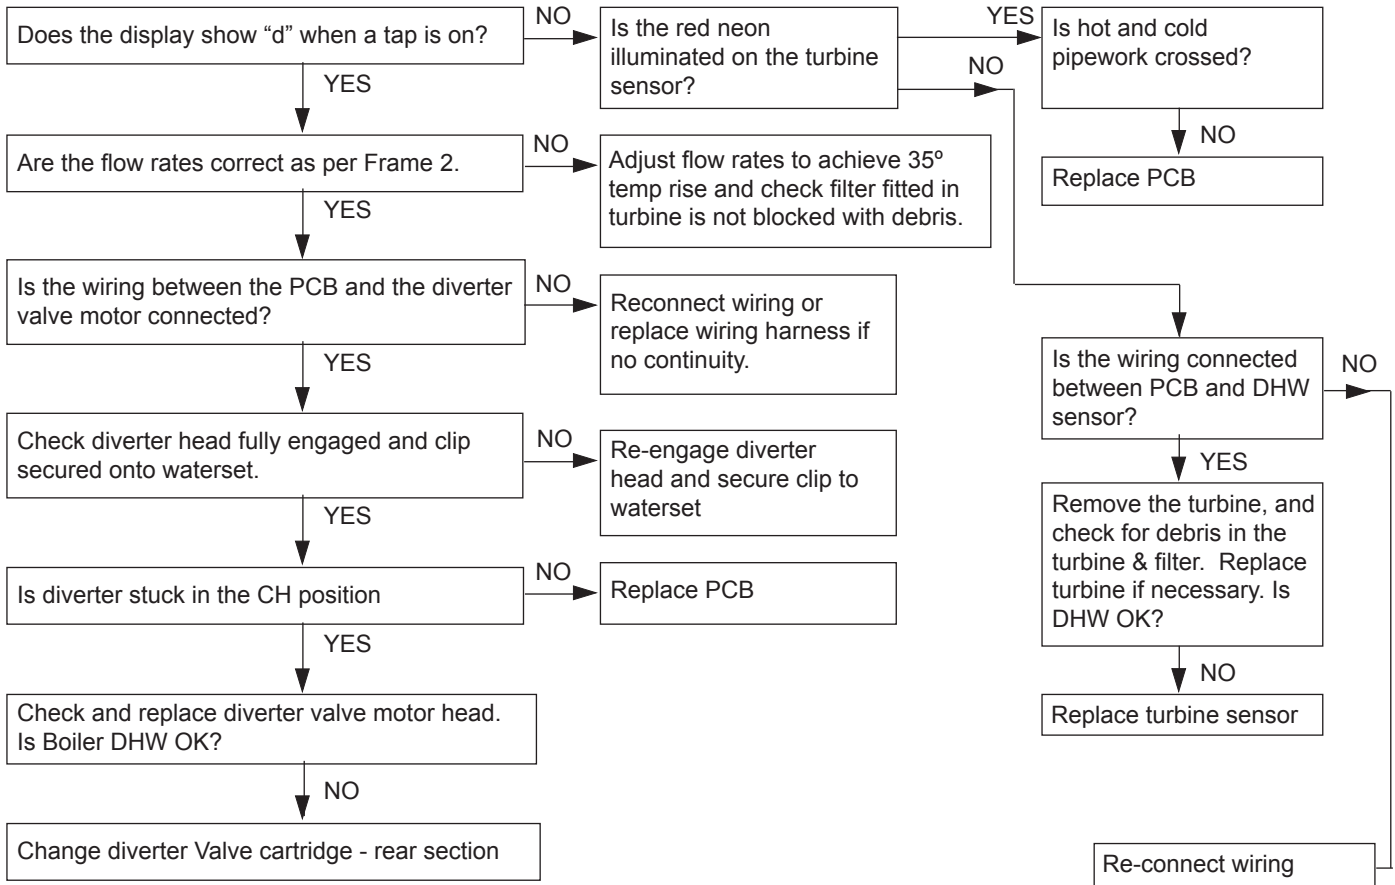 Does the display show “d” when a tap is on?
NO
Is the red neon
illuminated on the turbine
sensor?
YES
NO
Is hot and cold
pipework crossed?
YES
NO
Replace PCB
Are the flow rates correct as per Frame 2.
NO
Adjust flow rates to achieve 35º
temp rise and check filter fitted in
turbine is not blocked with debris.
YES
Is the wiring between the PCB and the diverter
valve motor connected?
NO
Reconnect wiring or
replace wiring harness if
no continuity.
YES
Is the wiring connected
between PCB and DHW
sensor?
NO
YES
Check diverter head fully engaged and clip
secured onto waterset.
NO
Re-engage diverter
head and secure clip to
waterset
YES
Remove the turbine, and
check for debris in the
turbine & filter.  Replace
turbine if necessary. Is
DHW OK?
NO
Replace turbine sensor
Is diverter stuck in the CH position
NO
Replace PCB
YES
Check and replace diverter valve motor head.
Is Boiler DHW OK?
NO
Change diverter Valve cartridge - rear section
Re-connect wiring